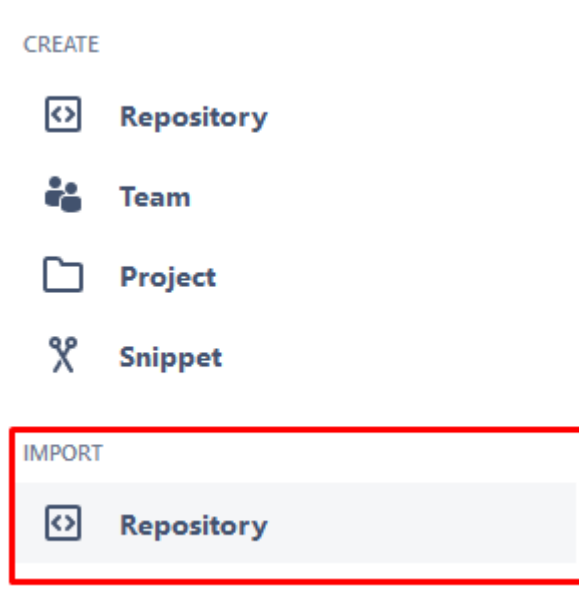 CREATE
Repository
Team
Project
Snippet
IMPORT
Repository